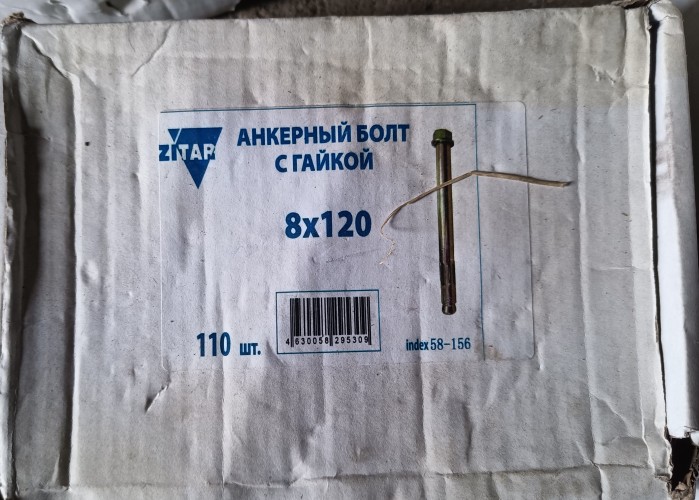 ZITAR
АНКЕРНЫЙ БОЛТ
С ГАЙКОЙ
8x120
110 шт.
4 630058 295309
index 58-156